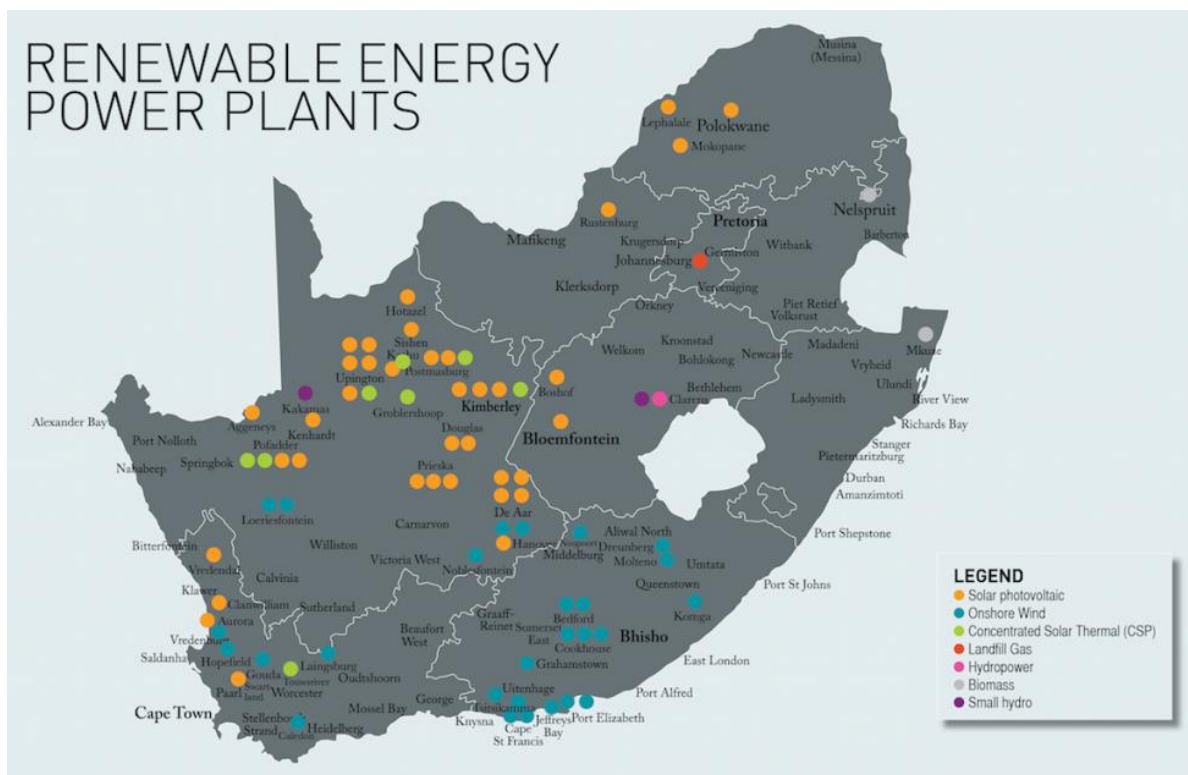 RENEWABLE ENERGY
POWER PLANTS
Musina
(Messina)
Lephalale
Polokwane
Mokopane
Nelspruit
Barberton
Rustenburg
Pretoria
Mafikeng
Krugersdorp
Germiston
Witbank
Johannesburg
Klerksdorp
Vereeniging
Orkney
Piet Retief
Volksrust
Hotazel
Sishen
Postmasburg
Upington
Welkom
Kroonstad
Bohlokong
Newcastle
Madadeni
Vryheid
Mkuze
Ulundi
Boshof
Bethlehem
Clarens
Ladysmith
River View
Richards Bay
Kakamas
Groblershoop
Kimberley
Alexander Bay
Aggeneys
Kenhardt
Douglas
Bloemfontein
Port Nolloth
Pofadder
Stanger
Pietermaritzburg
Nababeep
Springbok
Prieska
Durban
Amanzimtoti
De Aar
Loeriesfontein
Carnarvon
Port Shepstone
Bitterfontein
Williston
Victoria West
Hanover
Noupoort
Middelburg
Aliwal North
Dreunberg
Molteno
Umtata
Noblesfontein
Vredendal
Calvinia
Queenstown
Port St Johns
Klawer
Clanwilliam
Sutherland
Aurora
Graaff-
Reinet
Bedford
Komga
Beaufort
West
Somerset
East
Bhisho
Cookhouse
Vredenburg
Saldanha
Hopefield
Gouda
Laingsburg
Touwsriver
Oudtshoorn
Grahamstown
East London
Paarl
Swart-
land
Worcester
Uitenhage
Port Alfred
George
Tsitsikamma
Cape Town
Mossel Bay
Knysna
Cape
St Francis
Jeffreys
Bay
Port Elizabeth
Stellenbosch
Strand
Caledon
Heidelberg
LEGEND
Solar photovoltaic
Onshore Wind
Concentrated Solar Thermal (CSP)
Landfill Gas
Hydropower
Biomass
Small hydro